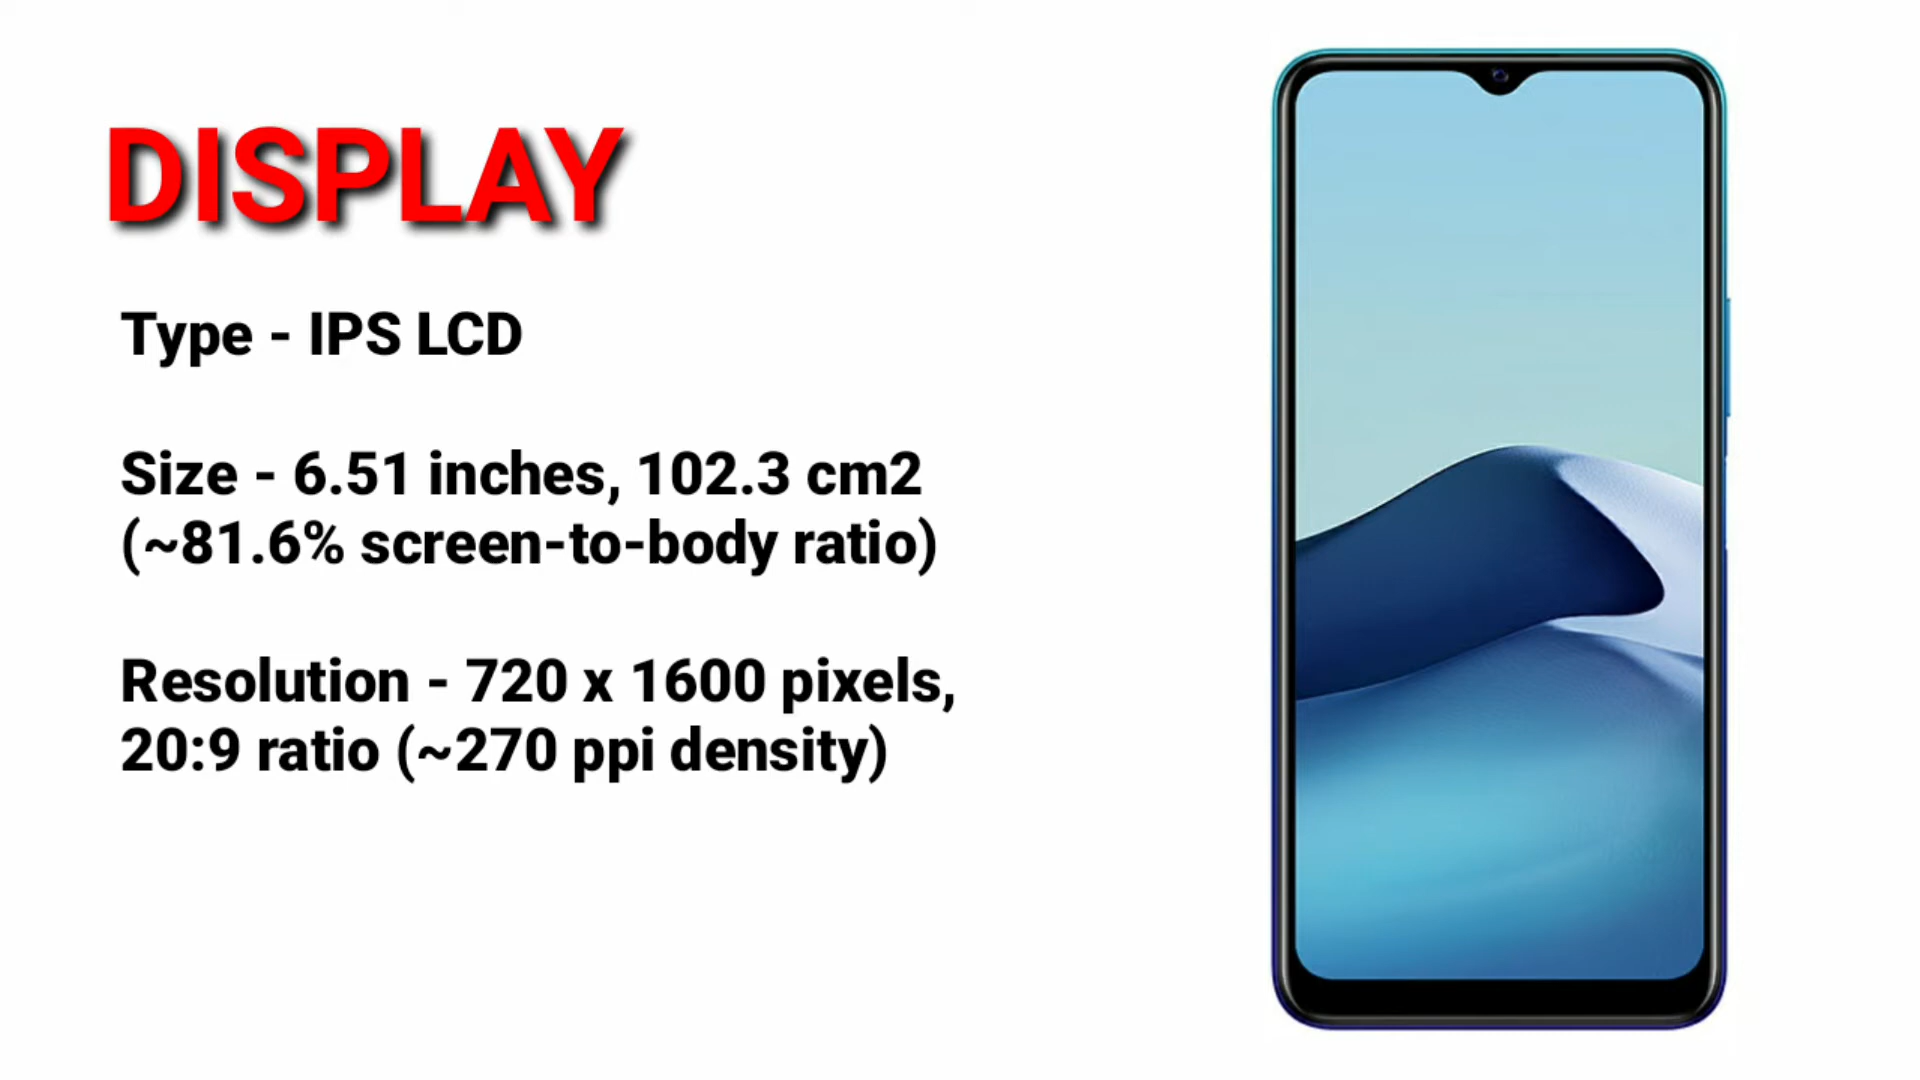 DISPLAY
Type - IPS LCD
Size - 6.51 inches, 102.3 cm2
(~81.6% screen-to-body ratio)
Resolution - 720 x 1600 pixels,
20:9 ratio (~270 ppi density)